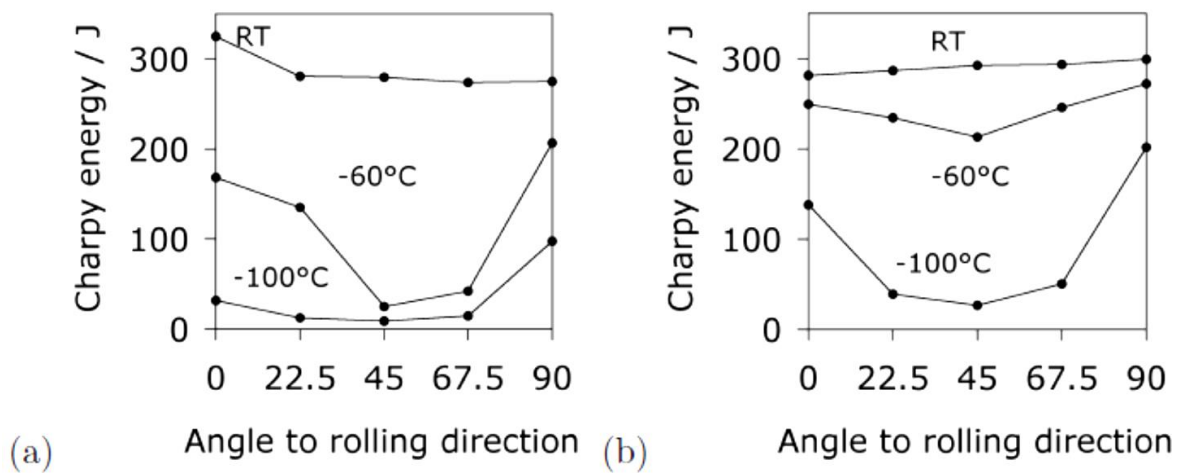 Charpy energy / J
300
200
100
0
RT
-60°C
-100°C
0 22.5 45 67.5 90
Angle to rolling direction
(a)
Charpy energy / J
300
200
100
0
RT
-60°C
-100°C
0 22.5 45 67.5 90
Angle to rolling direction
(b)